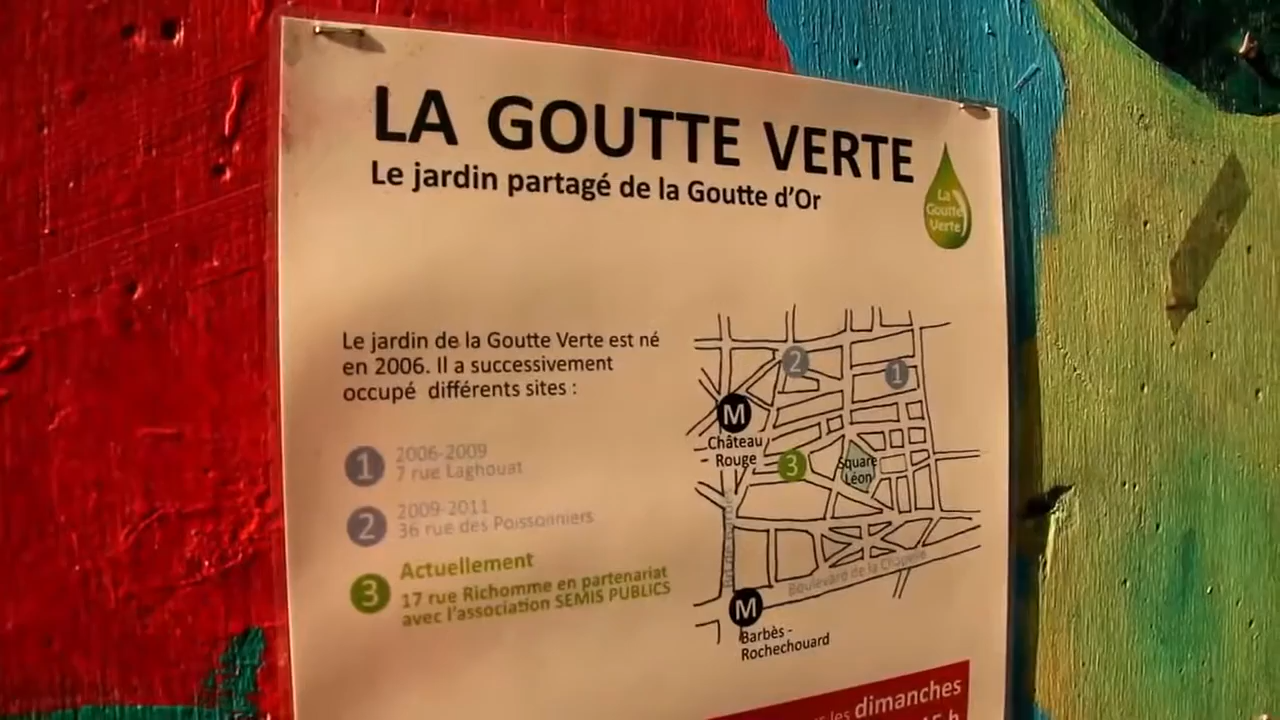 LA GOUTTE VERTE
Le jardin partagé de la Goutte d'Or
La
Goutte
Verte
Le jardin de la Goutte Verte est né
en 2006. Il a successivement
occupé différents sites :
1 2006-2009
7 rue Laghouat
2 2009-2011
36 rue des Poissonniers
3 Actuellement
17 rue Richomme en partenariat
avec l'association SEMIS PUBLICS
2
1
M
Château
- Rouge
3
Square
Léon
Boulevard de la Chapelle
M
Barbès -
Rochechouard
les dimanches
15 h